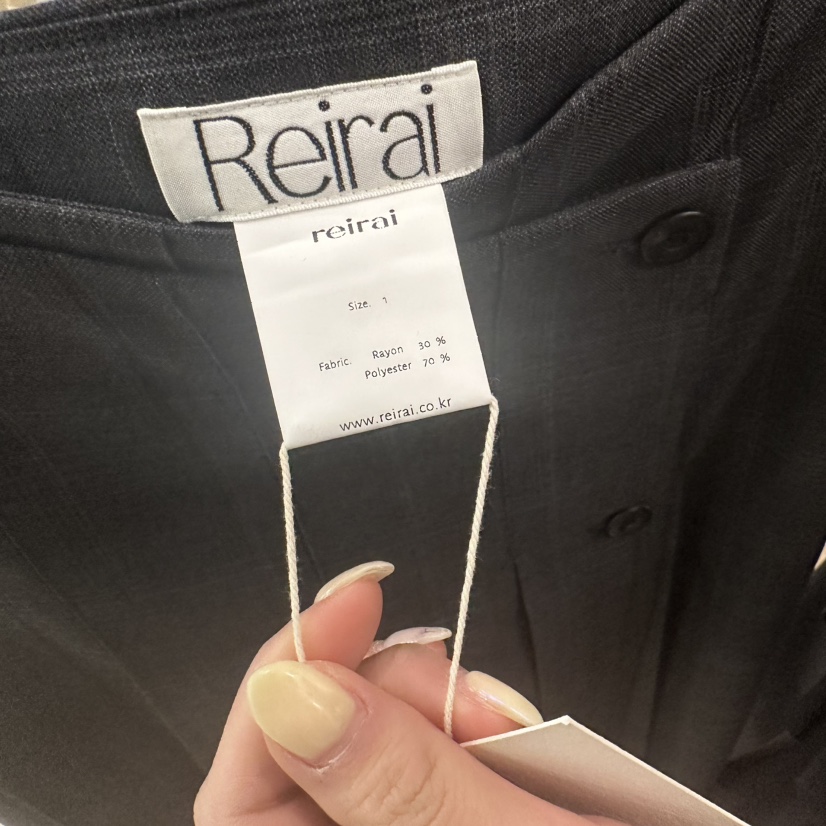 Reirai
reirai
Size. 1
Fabric. Rayon 30 %
Polyester 70 %
www.reirai.co.kr